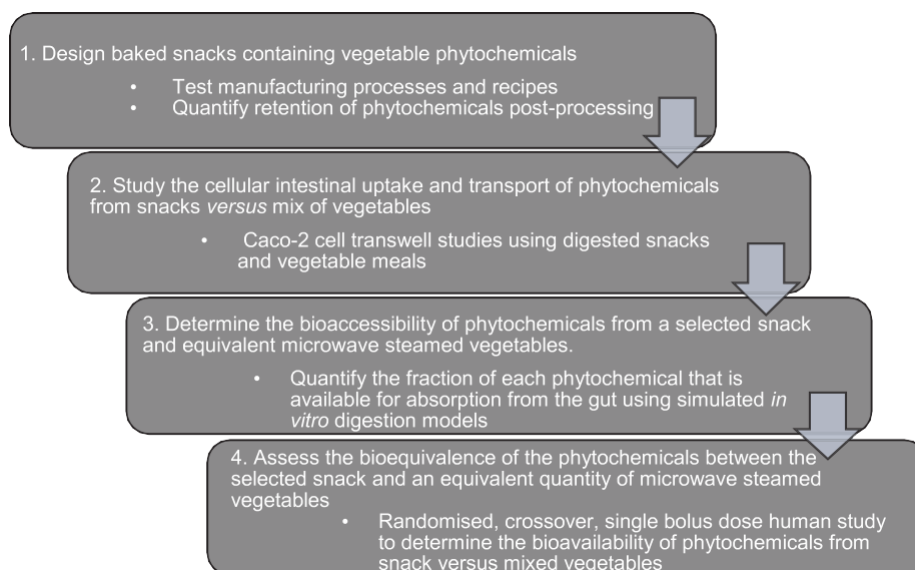 1. Design baked snacks containing vegetable phytochemicals
• Test manufacturing processes and recipes
• Quantify retention of phytochemicals post-processing
2. Study the cellular intestinal uptake and transport of phytochemicals
from snacks versus mix of vegetables
• Caco-2 cell transwell studies using digested snacks
and vegetable meals
3. Determine the bioaccessibility of phytochemicals from a selected snack
and equivalent microwave steamed vegetables.
• Quantify the fraction of each phytochemical that is
available for absorption from the gut using simulated in
vitro digestion models
4. Assess the bioequivalence of the phytochemicals between the
selected snack and an equivalent quantity of microwave steamed
vegetables
• Randomised, crossover, single bolus dose human study
to determine the bioavailability of phytochemicals from
snack versus mixed vegetables